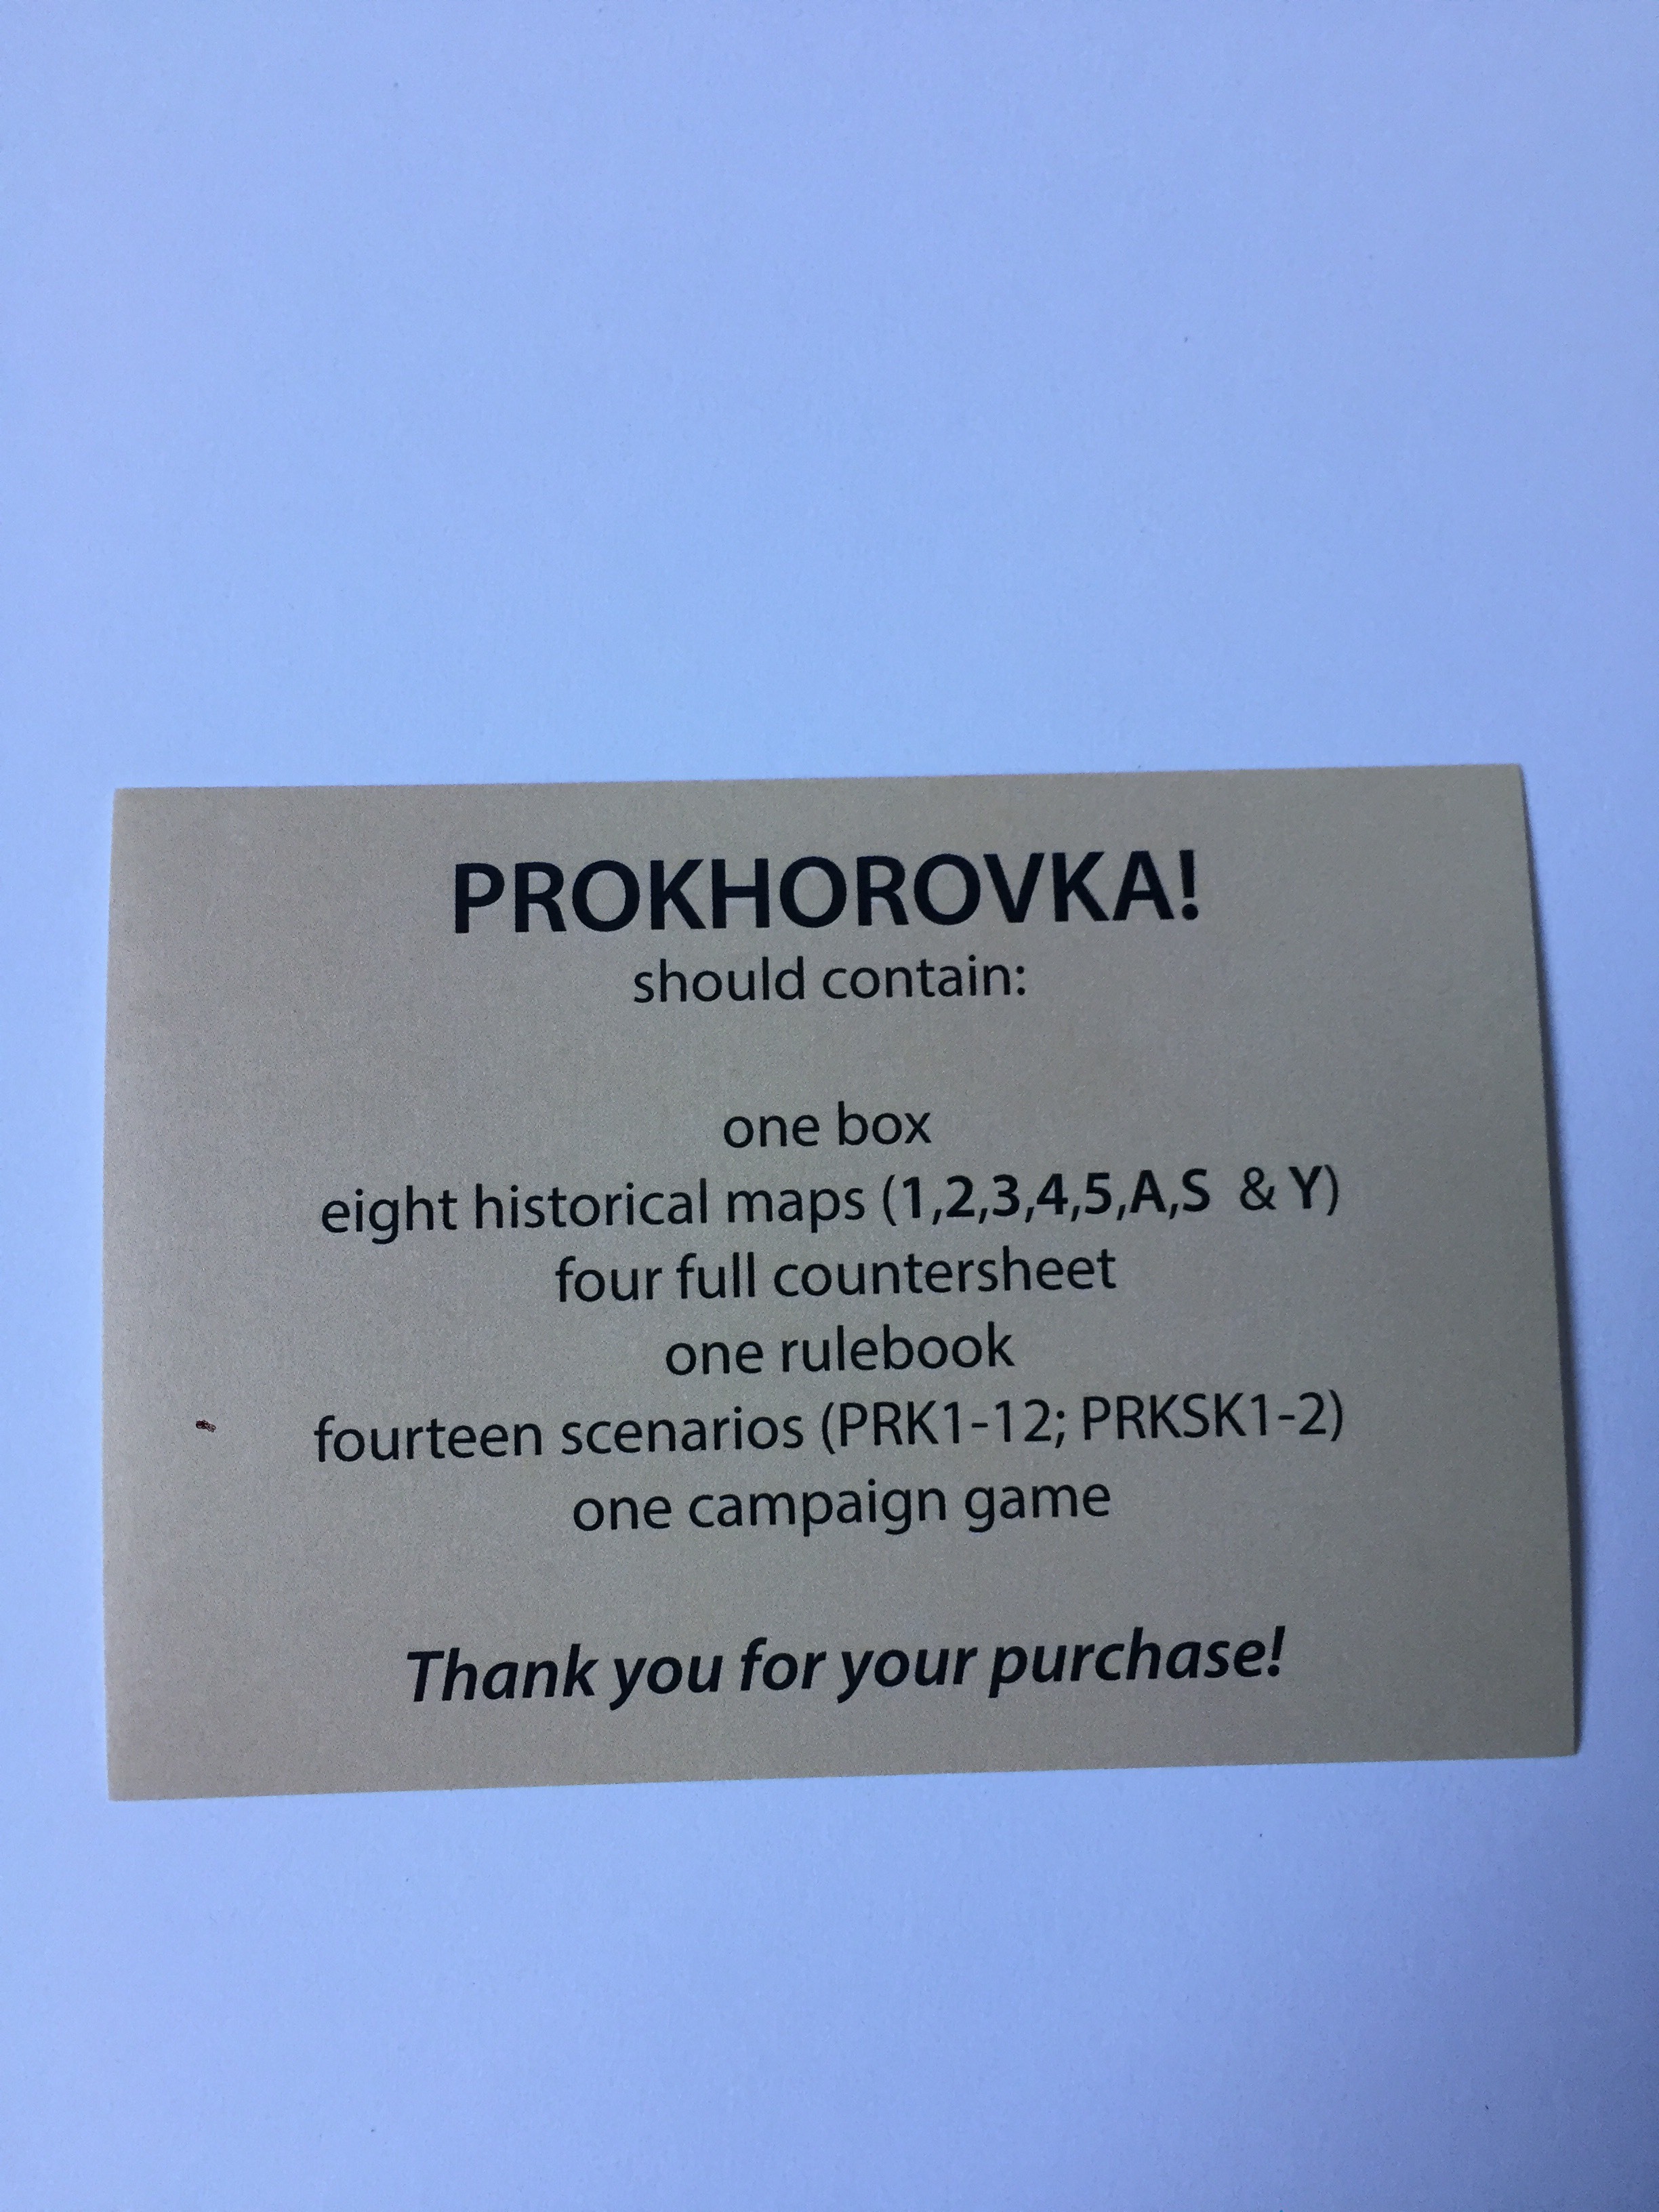 PROKHOROVKA!
should contain:
one box
eight historical maps (1,2,3,4,5,A,S & Y)
four full countersheet
one rulebook
fourteen scenarios (PRK1-12; PRKSK1-2)
one campaign game
Thank you for your purchase!